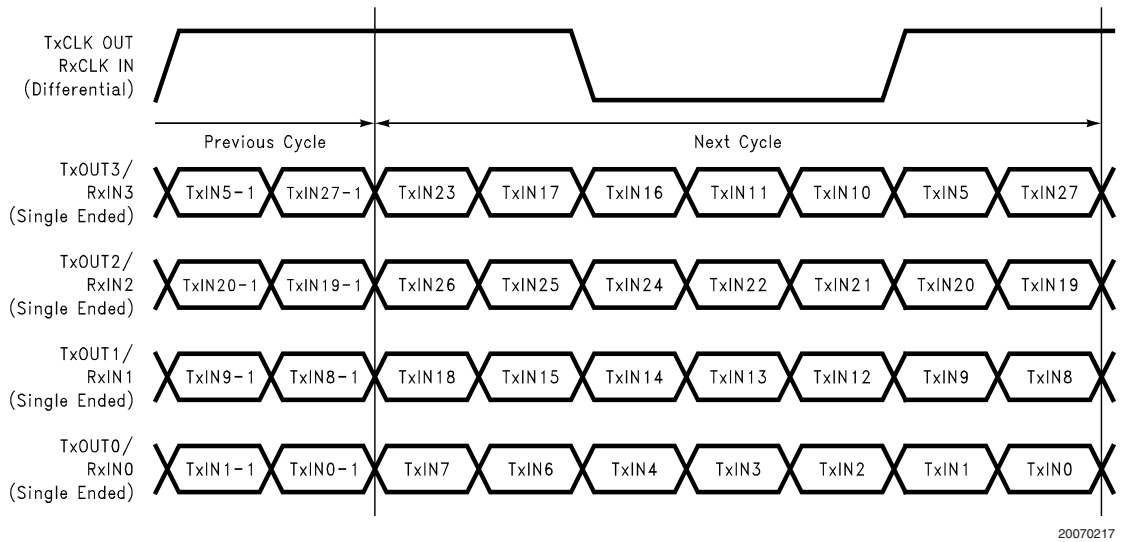 TxCLK OUT
RxCLK IN
(Differential)
Previous Cycle
Next Cycle
TxOUT3/
RxIN3
(Single Ended)
TxIN5-1 TxIN27-1 TxIN23 TxIN17 TxIN16 TxIN11 TxIN10 TxIN5 TxIN27
TxOUT2/
RxIN2
(Single Ended)
TxIN20-1 TxIN19-1 TxIN26 TxIN25 TxIN24 TxIN22 TxIN21 TxIN20 TxIN19
TxOUT1/
RxIN1
(Single Ended)
TxIN9-1 TxIN8-1 TxIN18 TxIN15 TxIN14 TxIN13 TxIN12 TxIN9 TxIN8
TxOUT0/
RxIN0
(Single Ended)
TxIN1-1 TxIN0-1 TxIN7 TxIN6 TxIN4 TxIN3 TxIN2 TxIN1 TxIN0
20070217